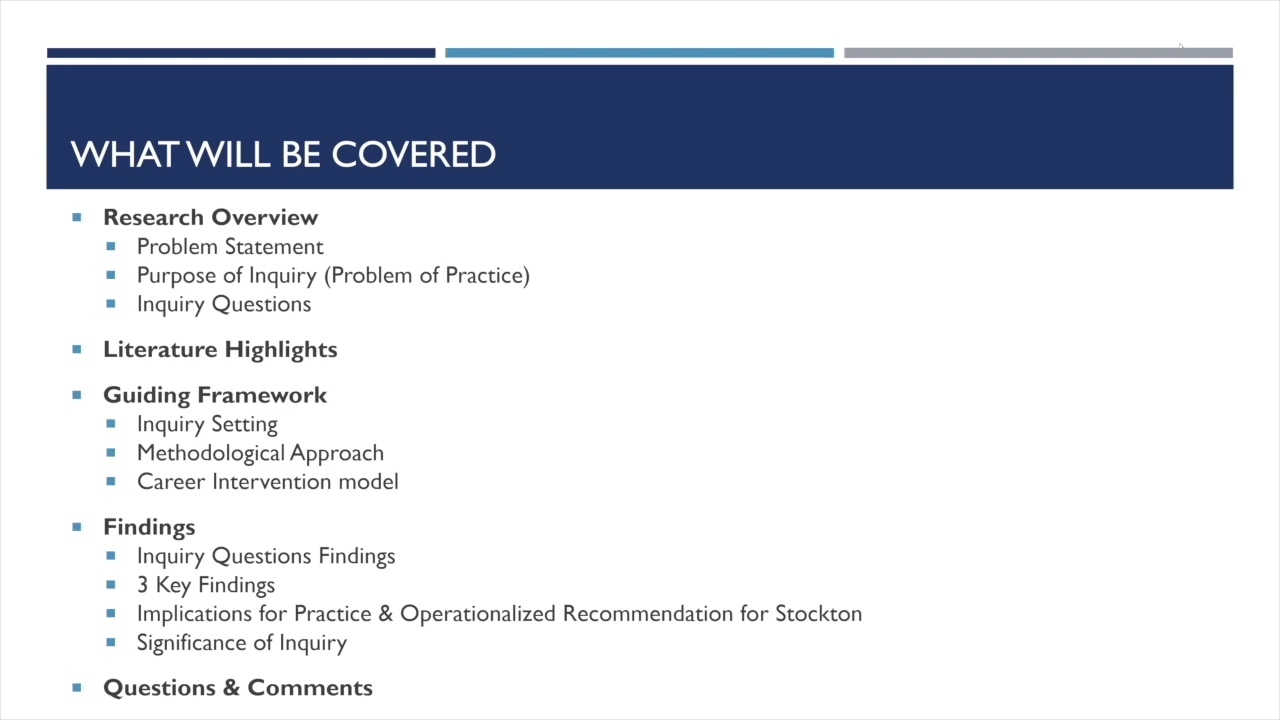 WHAT WILL BE COVERED
Research Overview
Problem Statement
Purpose of Inquiry (Problem of Practice)
Inquiry Questions
Literature Highlights
Guiding Framework
Inquiry Setting
Methodological Approach
Career Intervention model
Findings
Inquiry Questions Findings
3 Key Findings
Implications for Practice & Operationalized Recommendation for Stockton
Significance of Inquiry
Questions & Comments